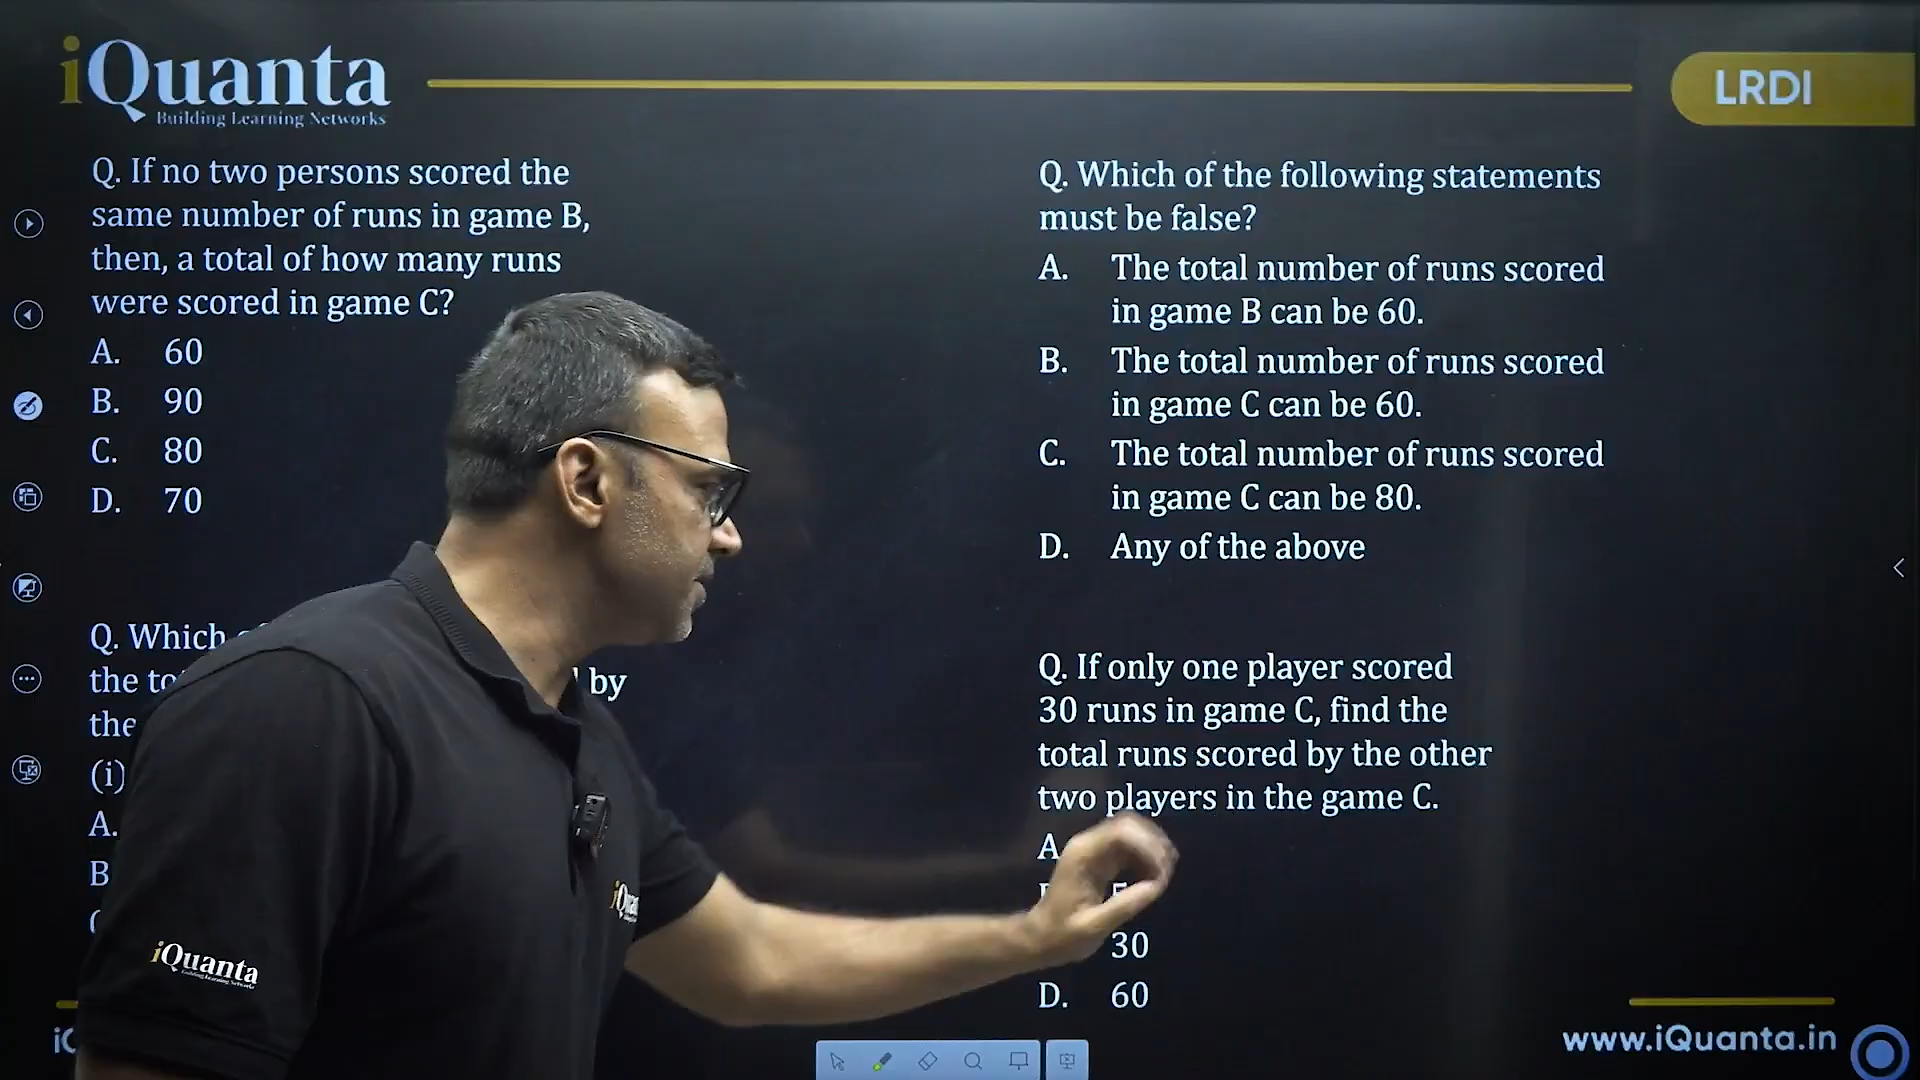 iQuanta
Building Learning Networks
LRDI
Q. If no two persons scored the
same number of runs in game B,
then, a total of how many runs
were scored in game C?
A. 60
B. 90
C. 80
D. 70
Q. Which
the
by
(i)
A.
B
Q. Which of the following statements
must be false?
A. The total number of runs scored
in game B can be 60.
B. The total number of runs scored
in game C can be 60.
C. The total number of runs scored
in game C can be 80.
D. Any of the above
Q. If only one player scored
30 runs in game C, find the
total runs scored by the other
two players in the game C.
A
30
D. 60
iQuanta
www.iQuanta.in